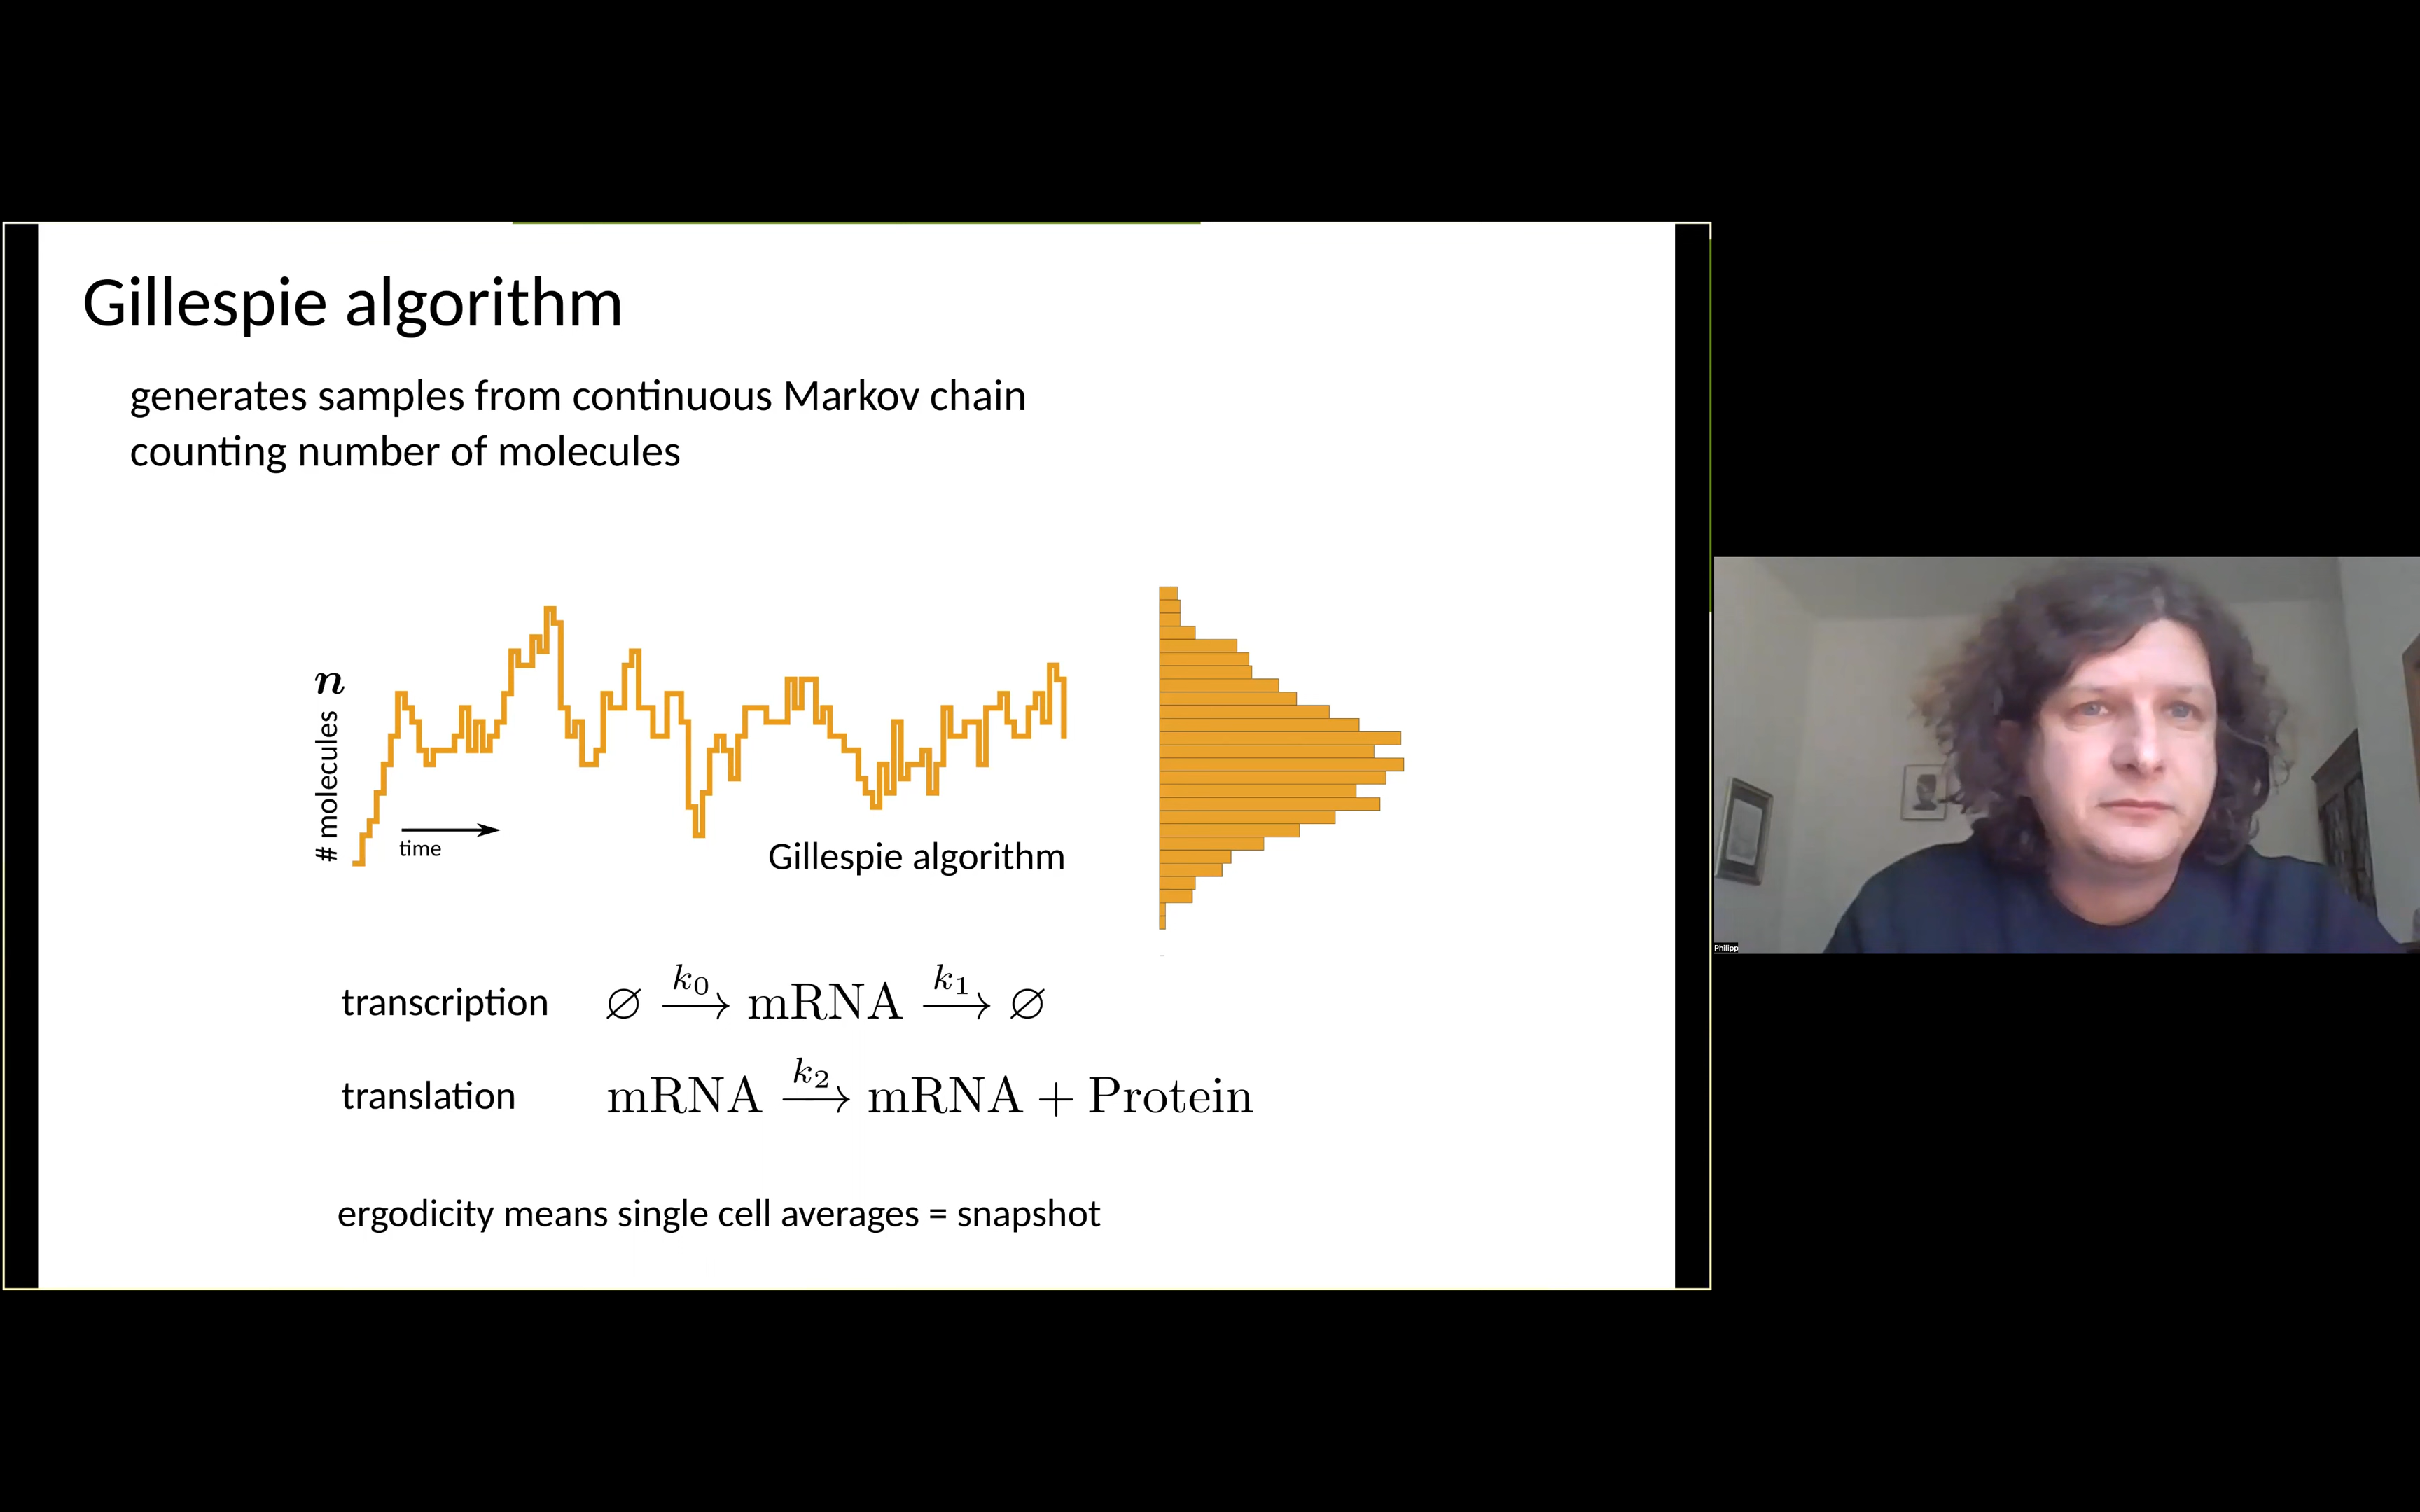 Gillespie algorithm
generates samples from continuous Markov chain
counting number of molecules
# molecules n
time
Gillespie algorithm
transcription ∅ k₀⟶ mRNA k₁⟶ ∅
translation mRNA k₂⟶ mRNA + Protein
ergodicity means single cell averages = snapshot
Philipp